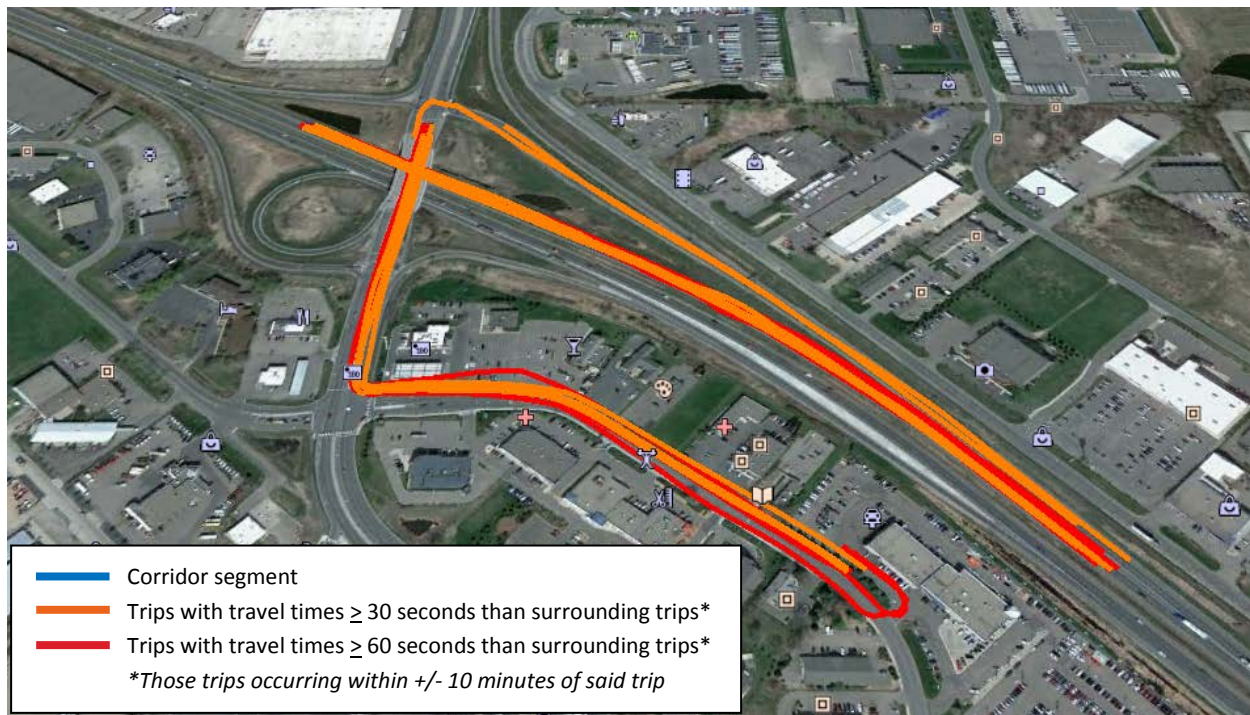 Corridor segment
Trips with travel times ≥ 30 seconds than surrounding trips*
Trips with travel times ≥ 60 seconds than surrounding trips*
*Those trips occurring within +/- 10 minutes of said trip